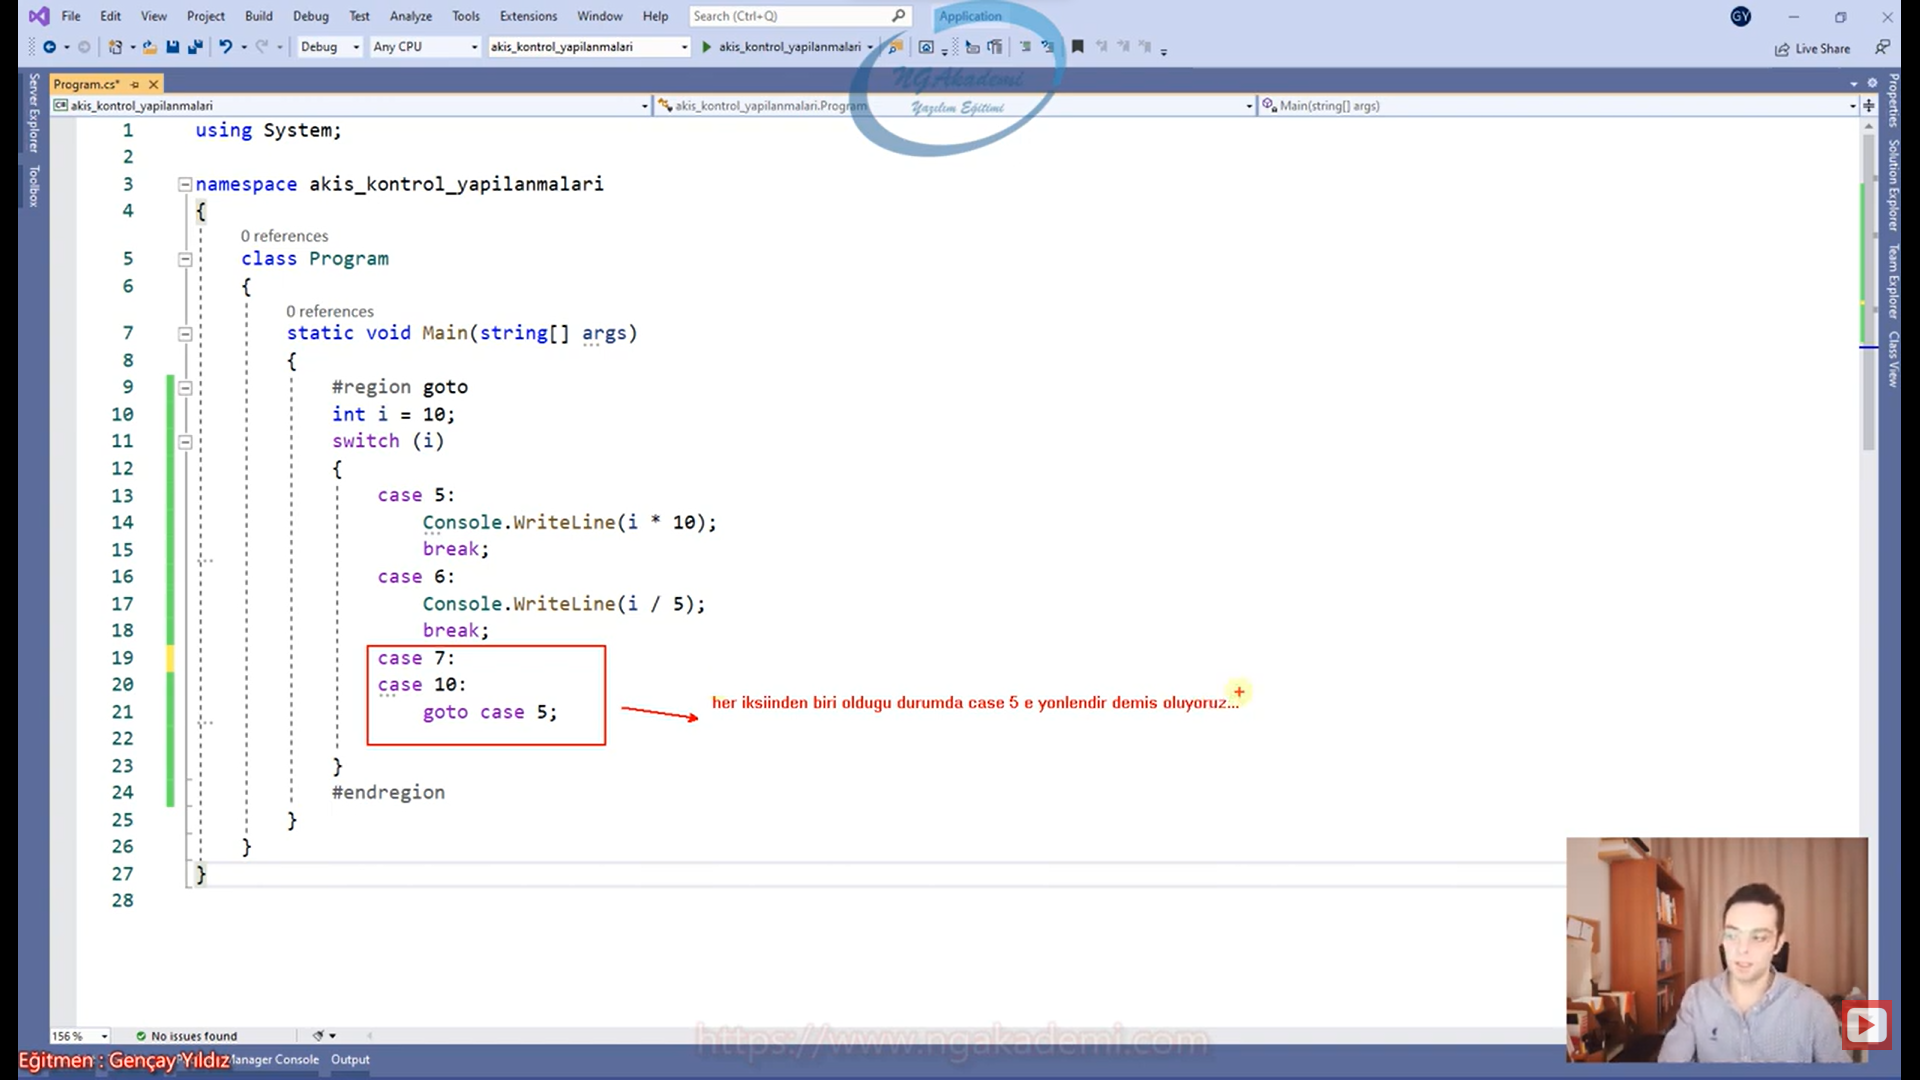 File Edit View Project Build Debug Test Analyze Tools Extensions Window Help Search (Ctrl+Q) Application GY
Debug Any CPU akis_kontrol_yapilanmalari akis_kontrol_yapilanmalari Live Share
NGAkademi
Yazılım Eğitimi
Program.cs*
akis_kontrol_yapilanmalari akis_kontrol_yapilanmalari.Program Main(string[] args)
Server Explorer
Toolbox
Properties
Solution Explorer
Team Explorer
Class View
1 using System;
2
3 namespace akis_kontrol_yapilanmalari
4 {
0 references
5 class Program
6 {
0 references
7 static void Main(string[] args)
8 {
9 #region goto
10 int i = 10;
11 switch (i)
12 {
13 case 5:
14 Console.WriteLine(i * 10);
15 break;
16 case 6:
17 Console.WriteLine(i / 5);
18 break;
19 case 7:
20 case 10:
21 goto case 5;
her iksiinden biri oldugu durumda case 5 e yonlendir demis oluyoruz...
22
23 }
24 #endregion
25 }
26 }
27 }
28
156 % No issues found
https://www.ngakademi.com
Eğitmen : Gençay Yıldız Manager Console Output